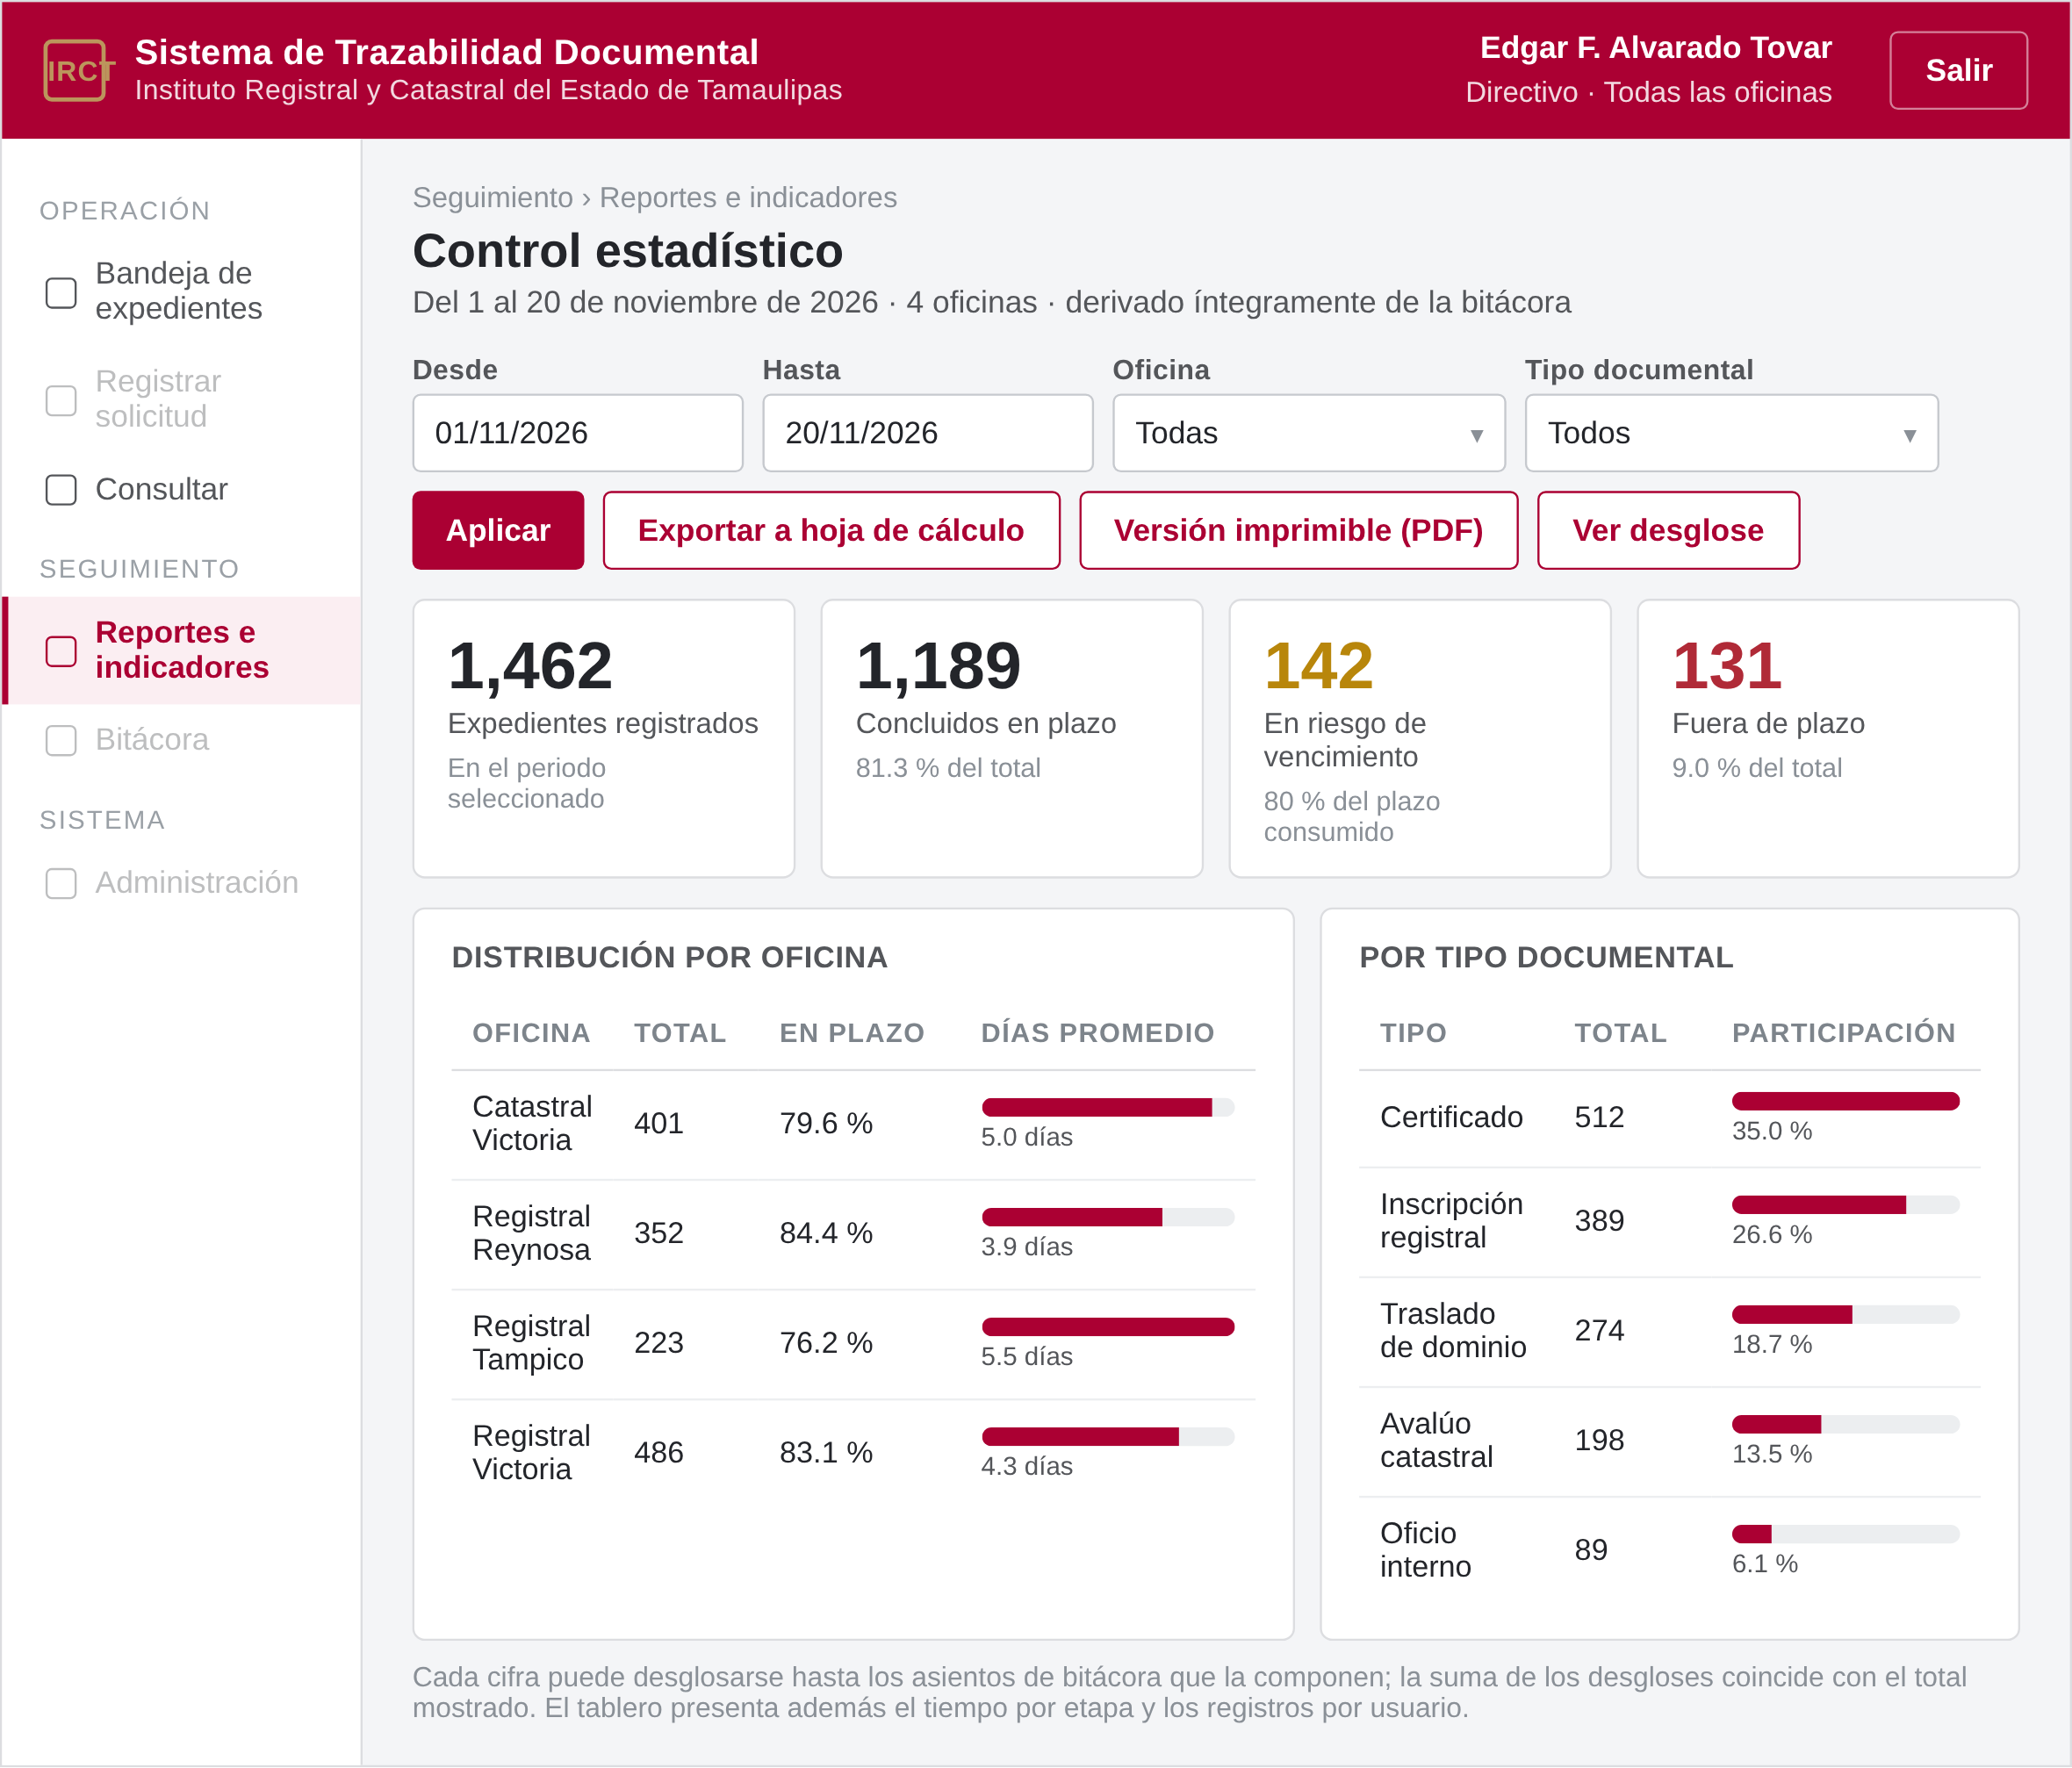 IRCT
Sistema de Trazabilidad Documental
Instituto Registral y Catastral del Estado de Tamaulipas
Edgar F. Alvarado Tovar
Directivo · Todas las oficinas
Salir
OPERACIÓN
Bandeja de
expedientes
Registrar
solicitud
Consultar
SEGUIMIENTO
Reportes e
indicadores
Bitácora
SISTEMA
Administración
Seguimiento › Reportes e indicadores
Control estadístico
Del 1 al 20 de noviembre de 2026 · 4 oficinas · derivado íntegramente de la bitácora
Desde Hasta Oficina Tipo documental
01/11/2026 20/11/2026 Todas ▾ Todos ▾
Aplicar Exportar a hoja de cálculo Versión imprimible (PDF) Ver desglose
1,462
Expedientes registrados
En el periodo
seleccionado
1,189
Concluidos en plazo
81.3 % del total
142
En riesgo de
vencimiento
80 % del plazo
consumido
131
Fuera de plazo
9.0 % del total
DISTRIBUCIÓN POR OFICINA
OFICINA TOTAL EN PLAZO DÍAS PROMEDIO
Catastral
Victoria
401 79.6 % 5.0 días
Registral
Reynosa
352 84.4 % 3.9 días
Registral
Tampico
223 76.2 % 5.5 días
Registral
Victoria
486 83.1 % 4.3 días
POR TIPO DOCUMENTAL
TIPO TOTAL PARTICIPACIÓN
Certificado 512 35.0 %
Inscripción
registral
389 26.6 %
Traslado
de dominio
274 18.7 %
Avalúo
catastral
198 13.5 %
Oficio
interno
89 6.1 %
Cada cifra puede desglosarse hasta los asientos de bitácora que la componen; la suma de los desgloses coincide con el total
mostrado. El tablero presenta además el tiempo por etapa y los registros por usuario.